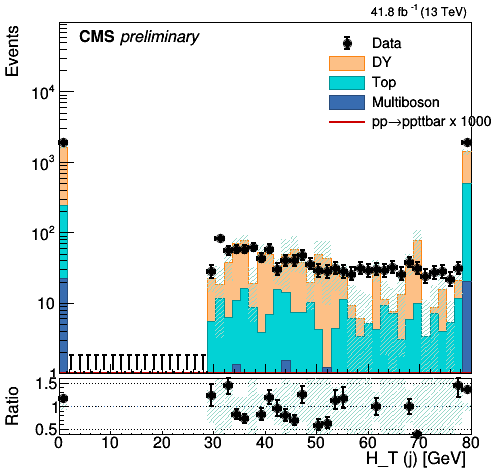 41.8 fb⁻¹ (13 TeV)
CMS preliminary
Events
Data
DY
Top
Multiboson
pp→ppttbar x 1000
10⁴
10³
10²
10
1
Ratio
1.5
1
0.5
0 10 20 30 40 50 60 70 80
H_T (j) [GeV]